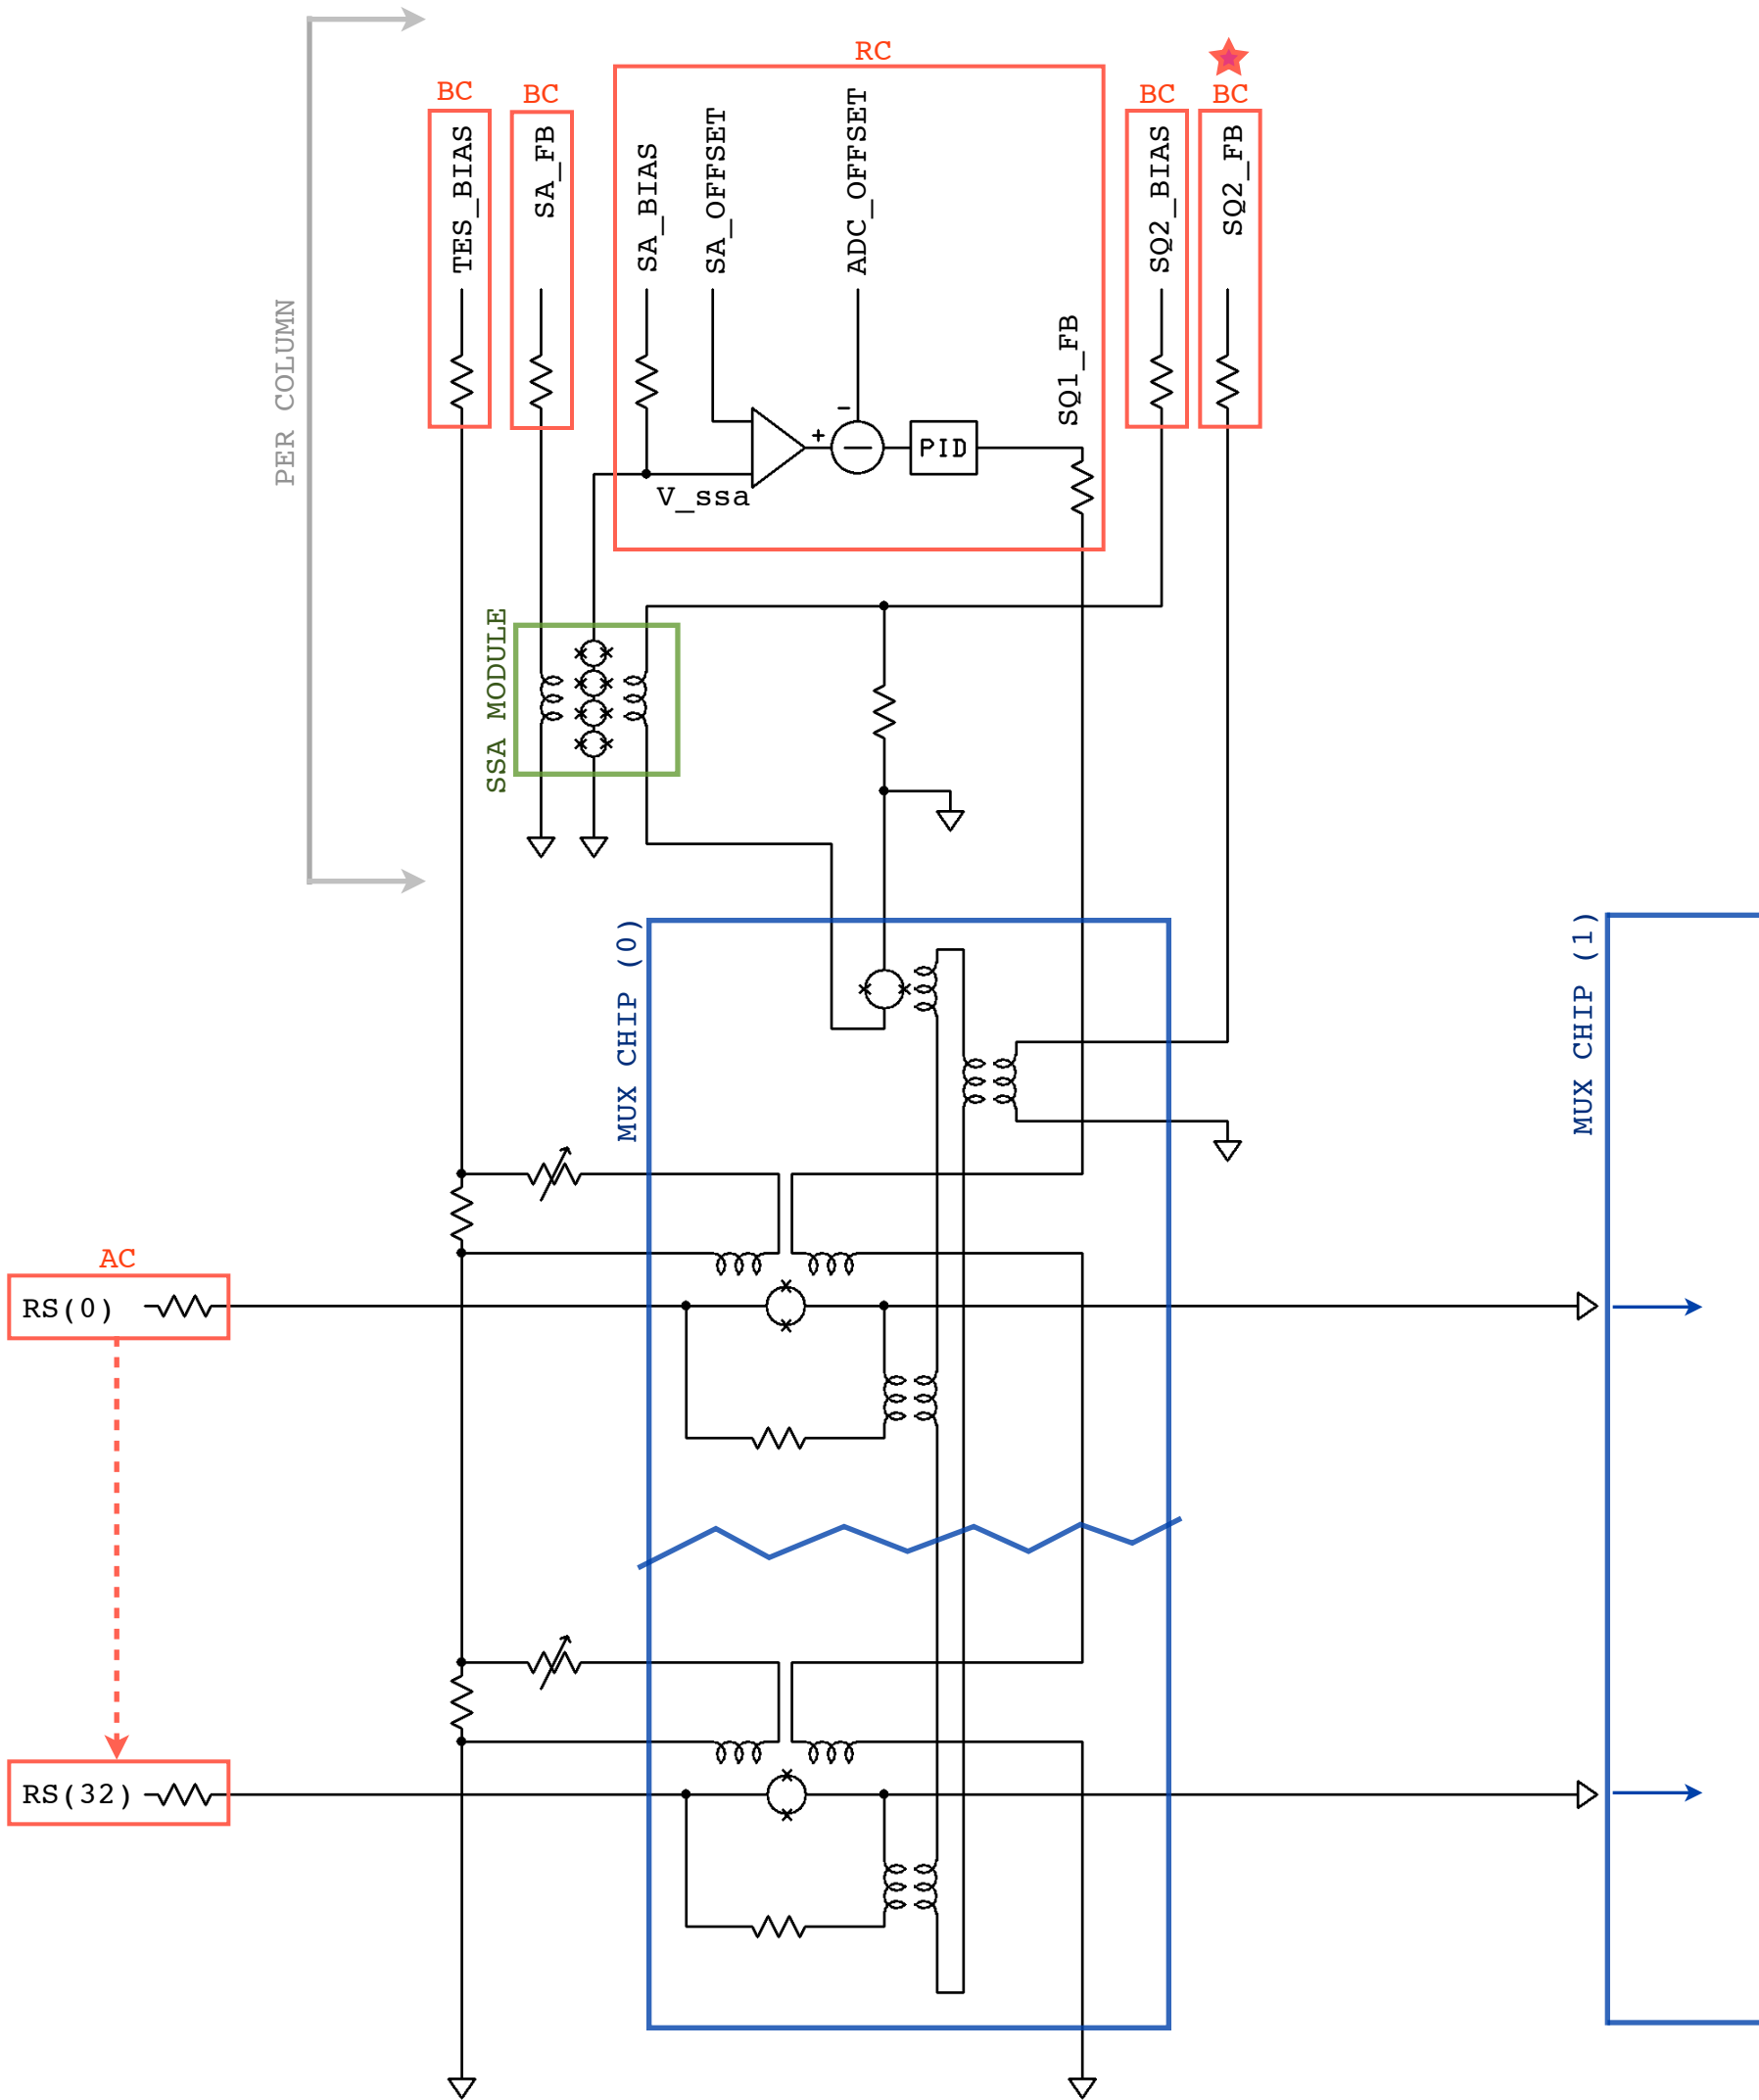 RC
BC
BC
BC
BC
TES_BIAS
SA_FB
SA_BIAS
SA_OFFSET
ADC_OFFSET
SQ1_FB
SQ2_BIAS
SQ2_FB
PER COLUMN
+
-
PID
V_ssa
SSA MODULE
MUX CHIP (0)
MUX CHIP (1)
AC
RS(0)
RS(32)